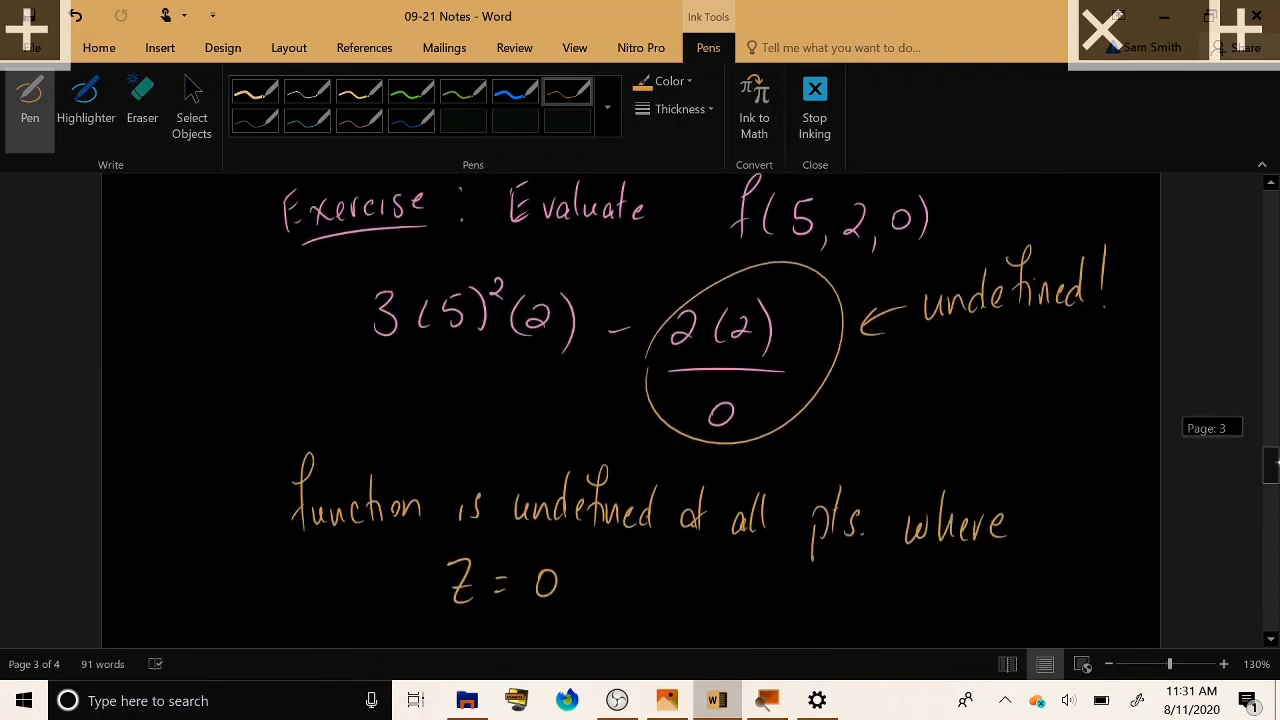 09-21 Notes - Word
Ink Tools
File Home Insert Design Layout References Mailings Review View Nitro Pro Pens Tell me what you want to do... Sam Smith Share
Pen Highlighter Eraser Select Objects
Color
Thickness
Ink to Math
Stop Inking
Write Pens Convert Close
Exercise : Evaluate f(5, 2, 0)
3(5)²(2) - 2(2)/0 ← undefined!
function is undefined at all pts. where
z = 0
Page: 3
Page 3 of 4 91 words 130%
Type here to search
11:31 AM
8/11/2020
1